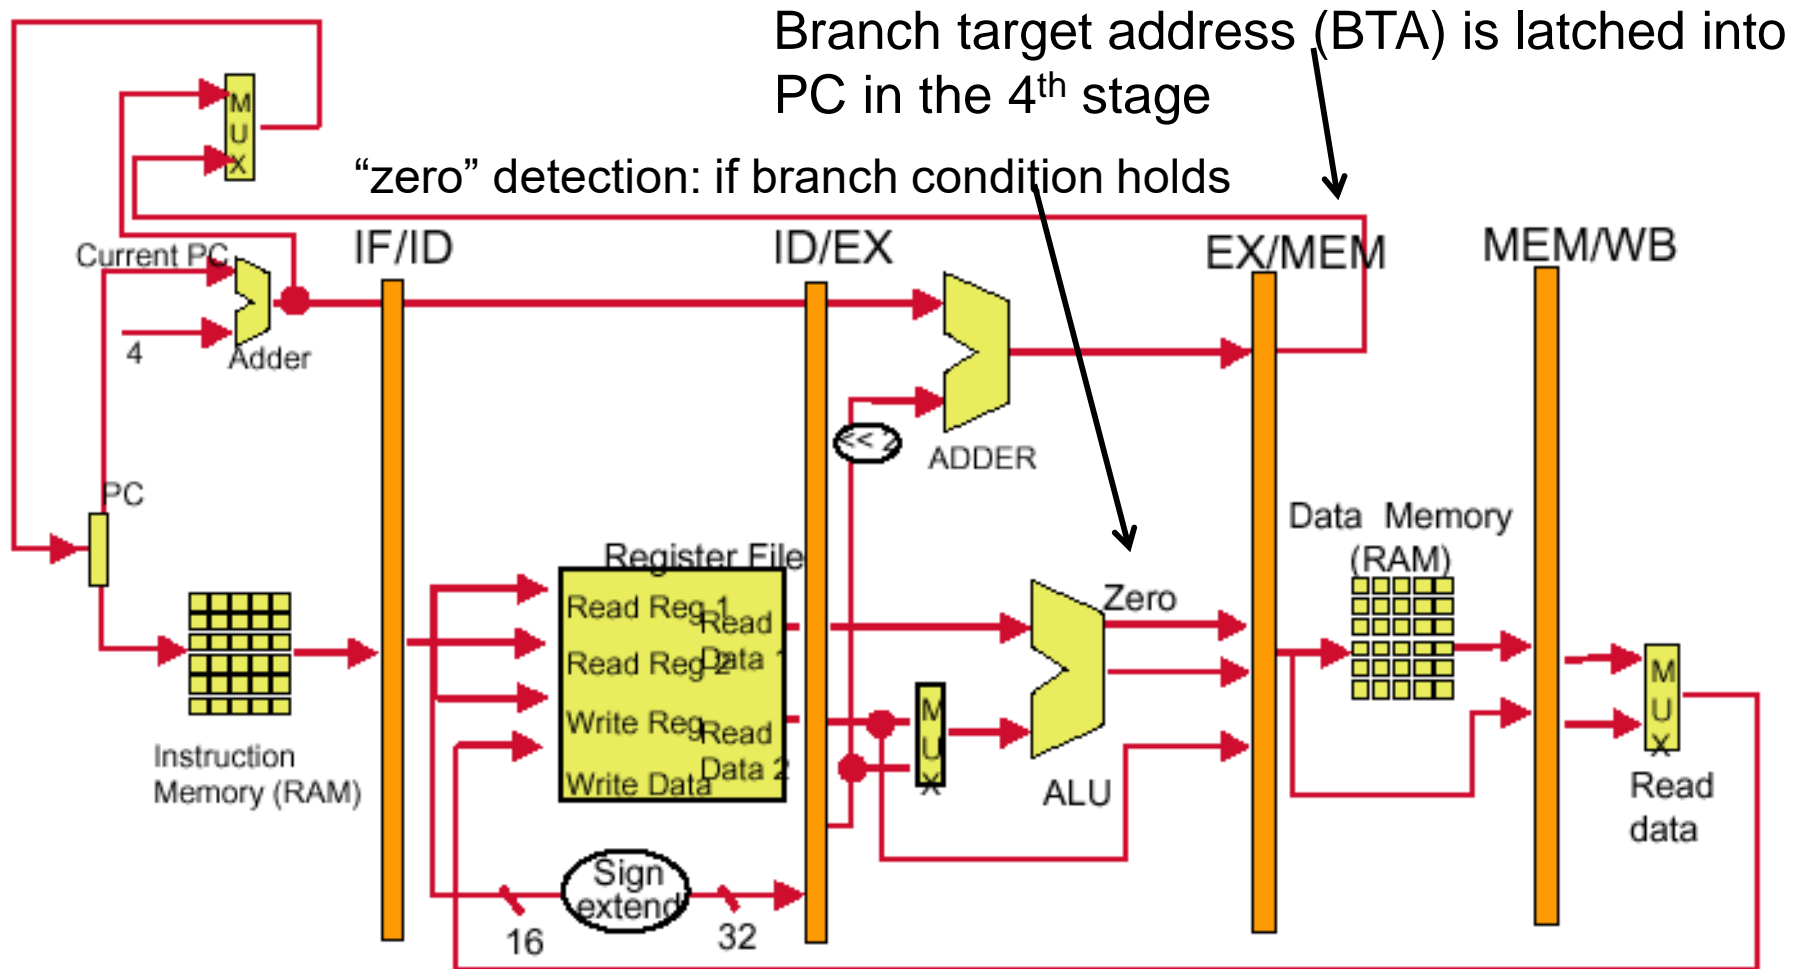 Branch target address (BTA) is latched into
PC in the 4th stage
“zero” detection: if branch condition holds
M
U
X
Current PC
IF/ID
ID/EX
EX/MEM
MEM/WB
4
Adder
<< 2
ADDER
PC
Data Memory
(RAM)
Register File
Zero
Read Reg 1
Read
Data 1
Read Reg 2
Write Reg
Read
Data 2
Write Data
M
U
X
ALU
M
U
X
Read
data
Instruction
Memory (RAM)
Sign
extend
16
32